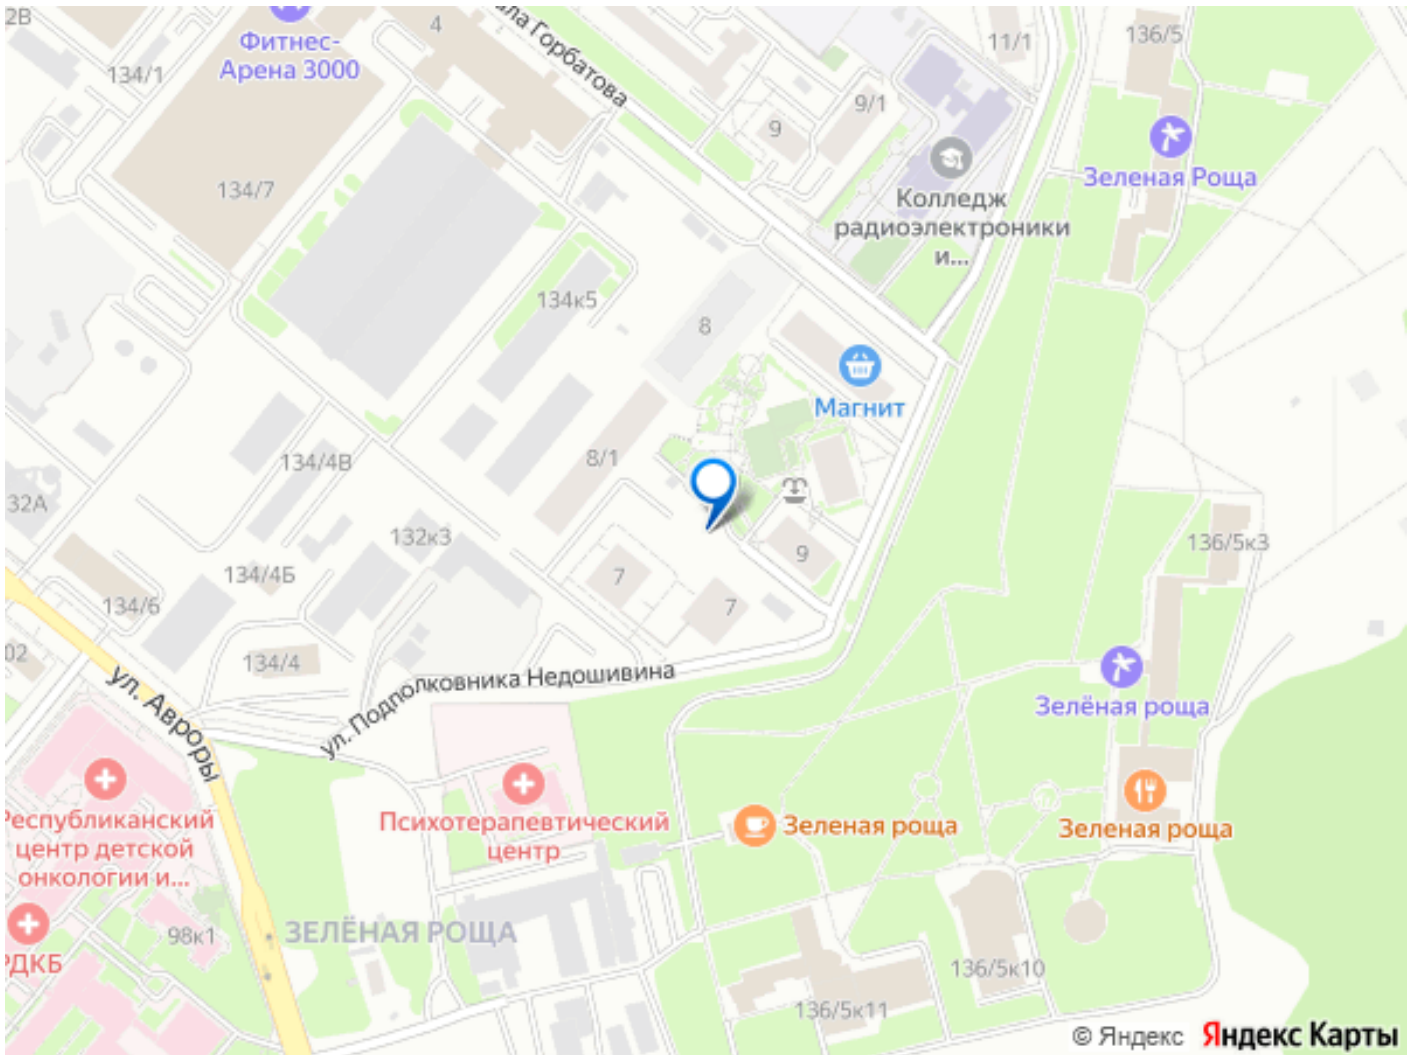 2В
4
Фитнес-
Арена 3000
134/1
ала Горбатова
11/1
136/5
9/1
9
134/7
Зеленая Роща
Колледж
радиоэлектроники
и...
134к5
8
Магнит
134/4В
8/1
32А
132к3
136/5к3
9
134/4Б
7
7
134/6
02
134/4
ул. Подполковника Недошивина
ул. Авроры
Зелёная роща
Республиканский
центр детской
онкологии и...
Психотерапевтический
центр
Зеленая роща
Зеленая роща
98к1
ЗЕЛЁНАЯ РОЩА
РДКБ
136/5к10
136/5к11
© Яндекс Яндекс Карты